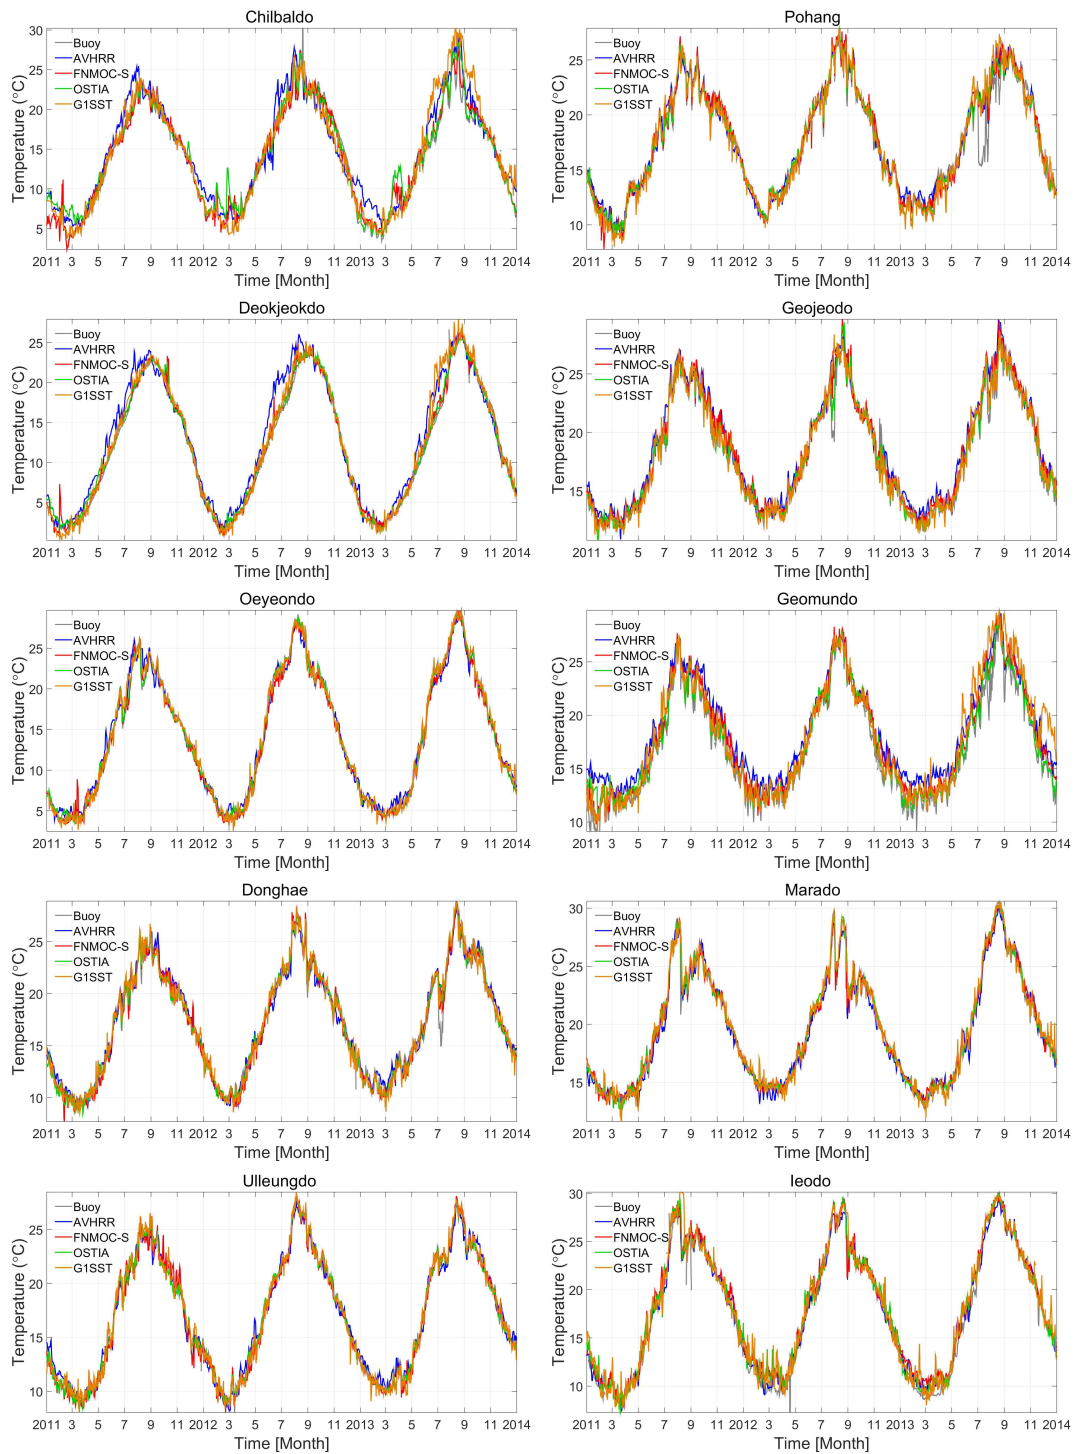 Chilbaldo
Temperature (°C)
30
25
20
15
10
5
Buoy
AVHRR
FNMOC-S
OSTIA
G1SST
2011 3 5 7 9 11 2012 3 5 7 9 11 2013 3 5 7 9 11 2014
Time [Month]
Pohang
Temperature (°C)
25
20
15
10
Buoy
AVHRR
FNMOC-S
OSTIA
G1SST
2011 3 5 7 9 11 2012 3 5 7 9 11 2013 3 5 7 9 11 2014
Time [Month]
Deokjeokdo
Temperature (°C)
25
20
15
10
5
Buoy
AVHRR
FNMOC-S
OSTIA
G1SST
2011 3 5 7 9 11 2012 3 5 7 9 11 2013 3 5 7 9 11 2014
Time [Month]
Geojeodo
Temperature (°C)
25
20
15
Buoy
AVHRR
FNMOC-S
OSTIA
G1SST
2011 3 5 7 9 11 2012 3 5 7 9 11 2013 3 5 7 9 11 2014
Time [Month]
Oeyeondo
Temperature (°C)
25
20
15
10
5
Buoy
AVHRR
FNMOC-S
OSTIA
G1SST
2011 3 5 7 9 11 2012 3 5 7 9 11 2013 3 5 7 9 11 2014
Time [Month]
Geomundo
Temperature (°C)
25
20
15
10
Buoy
AVHRR
FNMOC-S
OSTIA
G1SST
2011 3 5 7 9 11 2012 3 5 7 9 11 2013 3 5 7 9 11 2014
Time [Month]
Donghae
Temperature (°C)
25
20
15
10
Buoy
AVHRR
FNMOC-S
OSTIA
G1SST
2011 3 5 7 9 11 2012 3 5 7 9 11 2013 3 5 7 9 11 2014
Time [Month]
Marado
Temperature (°C)
30
25
20
15
Buoy
AVHRR
FNMOC-S
OSTIA
G1SST
2011 3 5 7 9 11 2012 3 5 7 9 11 2013 3 5 7 9 11 2014
Time [Month]
Ulleungdo
Temperature (°C)
25
20
15
10
Buoy
AVHRR
FNMOC-S
OSTIA
G1SST
2011 3 5 7 9 11 2012 3 5 7 9 11 2013 3 5 7 9 11 2014
Time [Month]
Ieodo
Temperature (°C)
30
25
20
15
10
Buoy
AVHRR
FNMOC-S
OSTIA
G1SST
2011 3 5 7 9 11 2012 3 5 7 9 11 2013 3 5 7 9 11 2014
Time [Month]